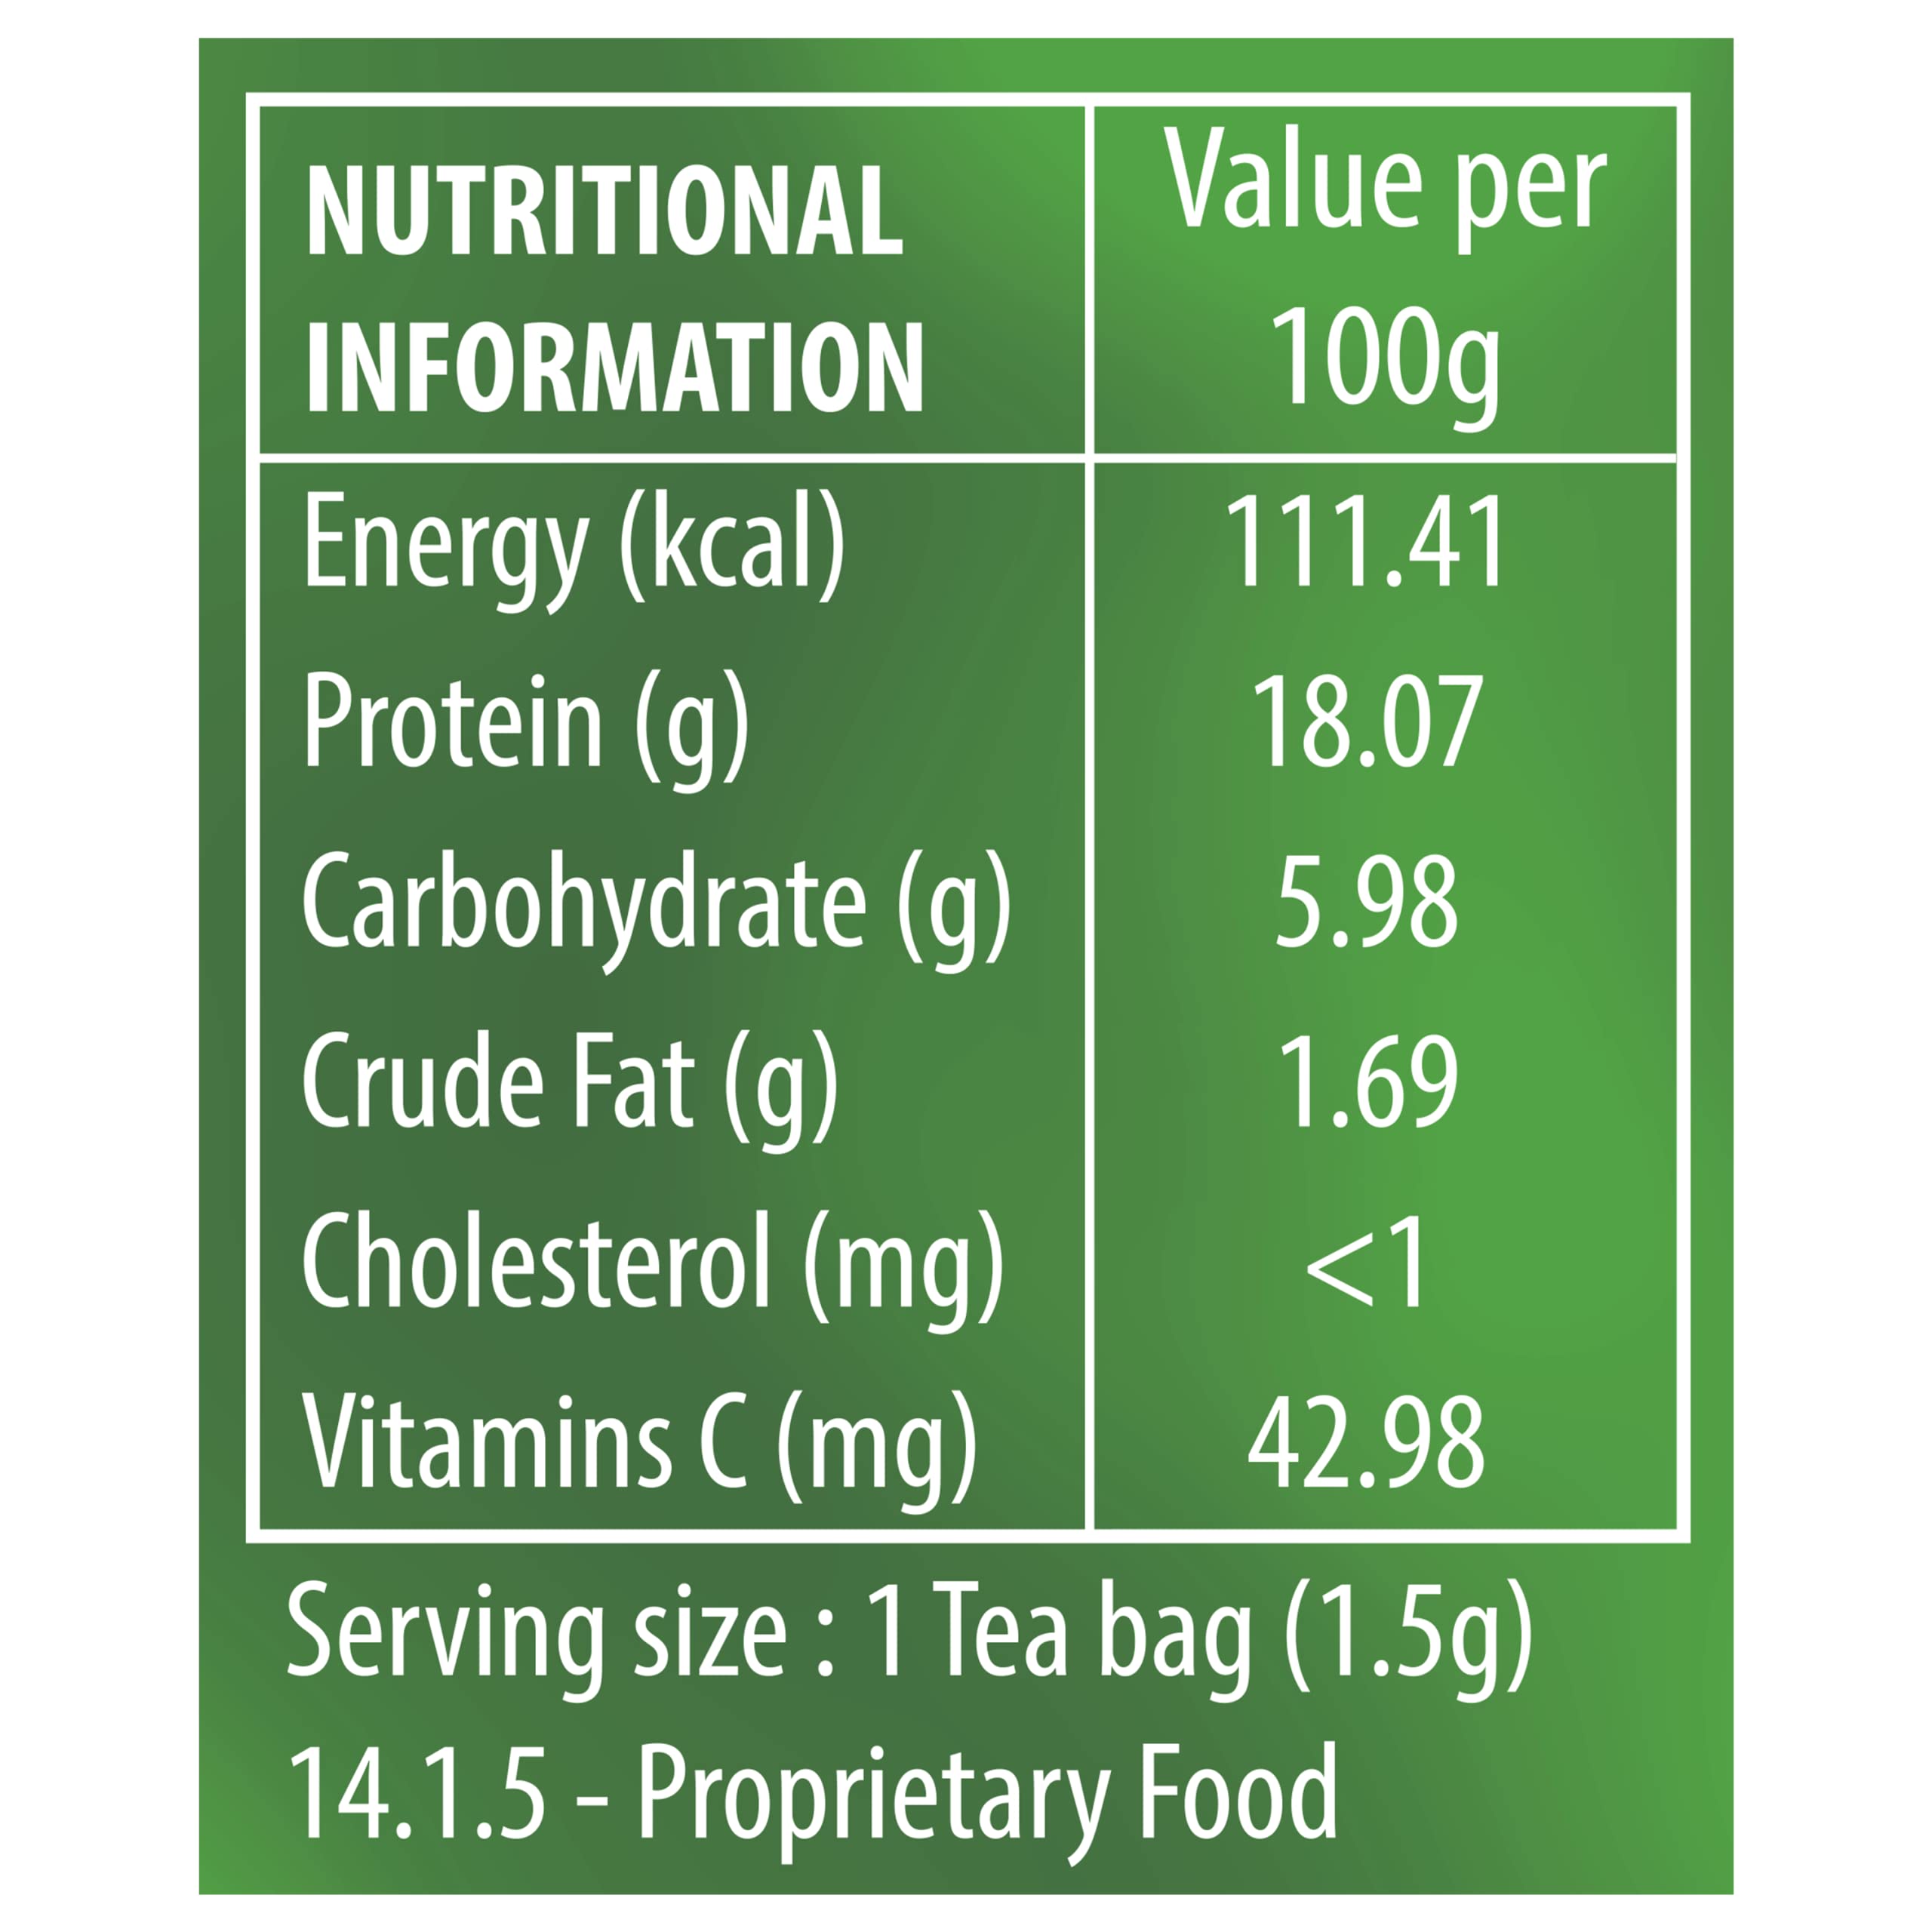 NUTRITIONAL
INFORMATION
Value per
100g
Energy (kcal) 111.41
Protein (g) 18.07
Carbohydrate (g) 5.98
Crude Fat (g) 1.69
Cholesterol (mg) <1
Vitamins C (mg) 42.98
Serving size : 1 Tea bag (1.5g)
14.1.5 - Proprietary Food